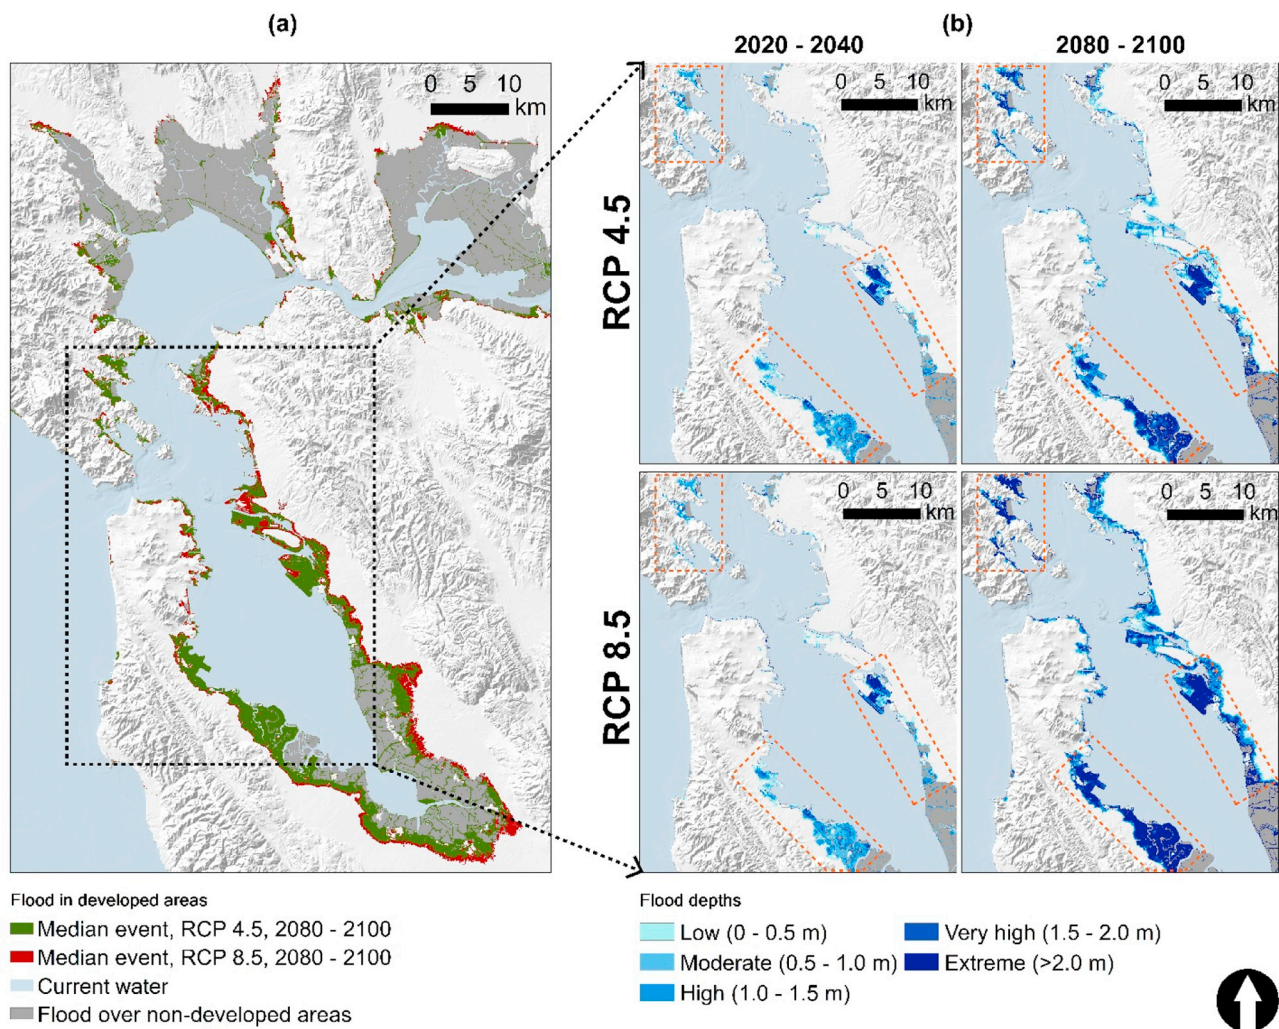 (a)
(b)
2020 - 2040
2080 - 2100
0 5 10
km
0 5 10
km
0 5 10
km
RCP 4.5
0 5 10
km
0 5 10
km
RCP 8.5
Flood in developed areas
Median event, RCP 4.5, 2080 - 2100
Median event, RCP 8.5, 2080 - 2100
Current water
Flood over non-developed areas
Flood depths
Low (0 - 0.5 m)
Moderate (0.5 - 1.0 m)
High (1.0 - 1.5 m)
Very high (1.5 - 2.0 m)
Extreme (>2.0 m)